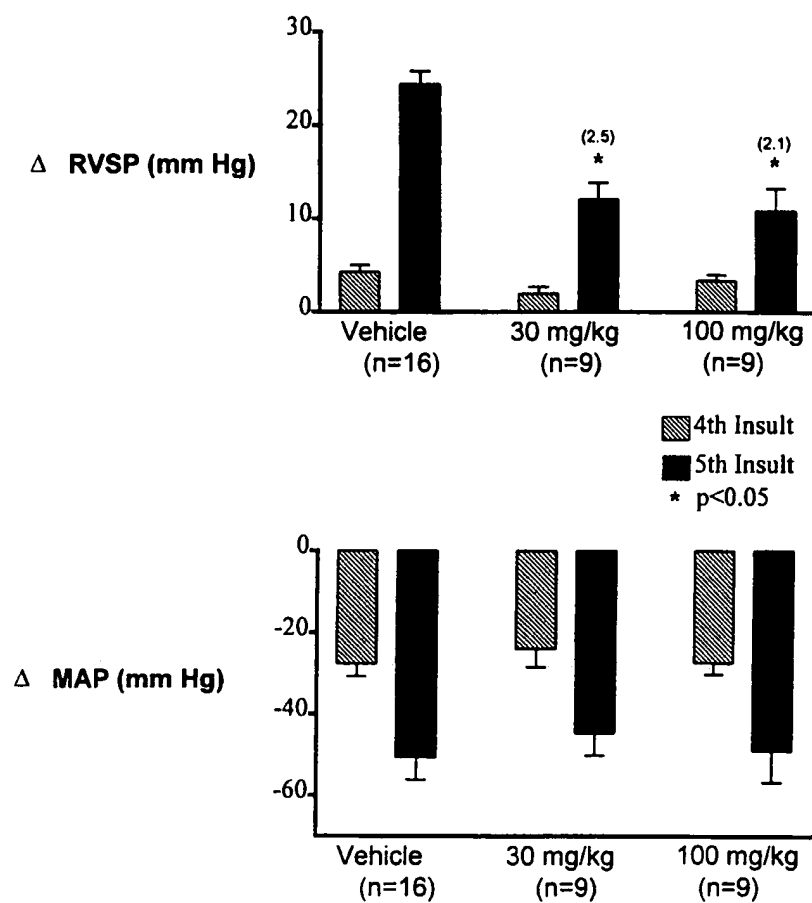 30
20
10
0
Δ RVSP (mm Hg)
(2.5)
*
(2.1)
*
Vehicle 30 mg/kg 100 mg/kg
(n=16) (n=9) (n=9)
4th Insult
5th Insult
* p<0.05
0
-20
-40
-60
Δ MAP (mm Hg)
Vehicle 30 mg/kg 100 mg/kg
(n=16) (n=9) (n=9)